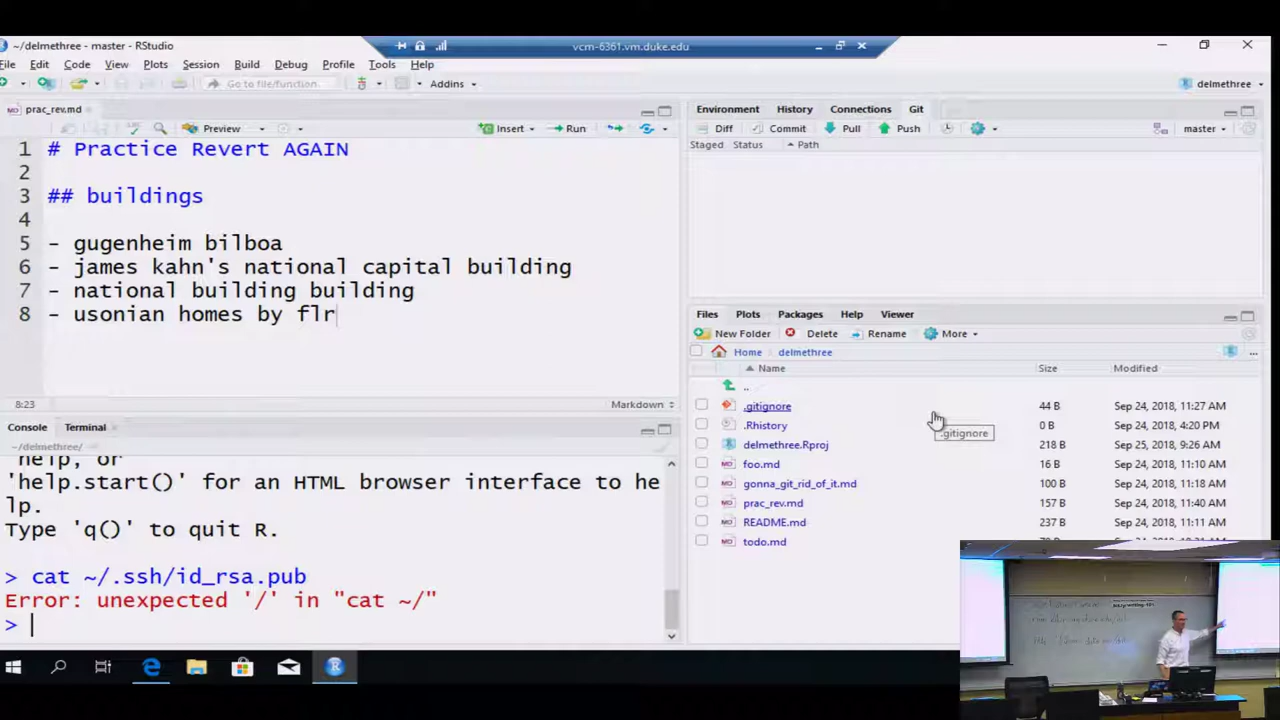 ~/delmethree - master - RStudio
vcm-6361.vm.duke.edu
File Edit Code View Plots Session Build Debug Profile Tools Help
Go to file/function
Addins
delmethree
prac_rev.md
Preview
Insert
Run
1 # Practice Revert AGAIN
2
3 ## buildings
4
5 - gugenheim bilboa
6 - james kahn's national capital building
7 - national building building
8 - usonian homes by flr
8:23
Markdown
Console Terminal
~/delmethree/
'help, or
'help.start()' for an HTML browser interface to he
lp.
Type 'q()' to quit R.
> cat ~/.ssh/id_rsa.pub
Error: unexpected '/' in "cat ~/"
>
Environment History Connections Git
Diff Commit Pull Push master
Staged Status Path
Files Plots Packages Help Viewer
New Folder Delete Rename More
Home delmethree
Name Size Modified
..
.gitignore 44 B Sep 24, 2018, 11:27 AM
.gitignore
.Rhistory 0 B Sep 24, 2018, 4:20 PM
delmethree.Rproj 218 B Sep 25, 2018, 9:26 AM
foo.md 16 B Sep 24, 2018, 11:10 AM
gonna_git_rid_of_it.md 100 B Sep 24, 2018, 11:18 AM
prac_rev.md 157 B Sep 24, 2018, 11:40 AM
README.md 237 B Sep 24, 2018, 11:11 AM
todo.md